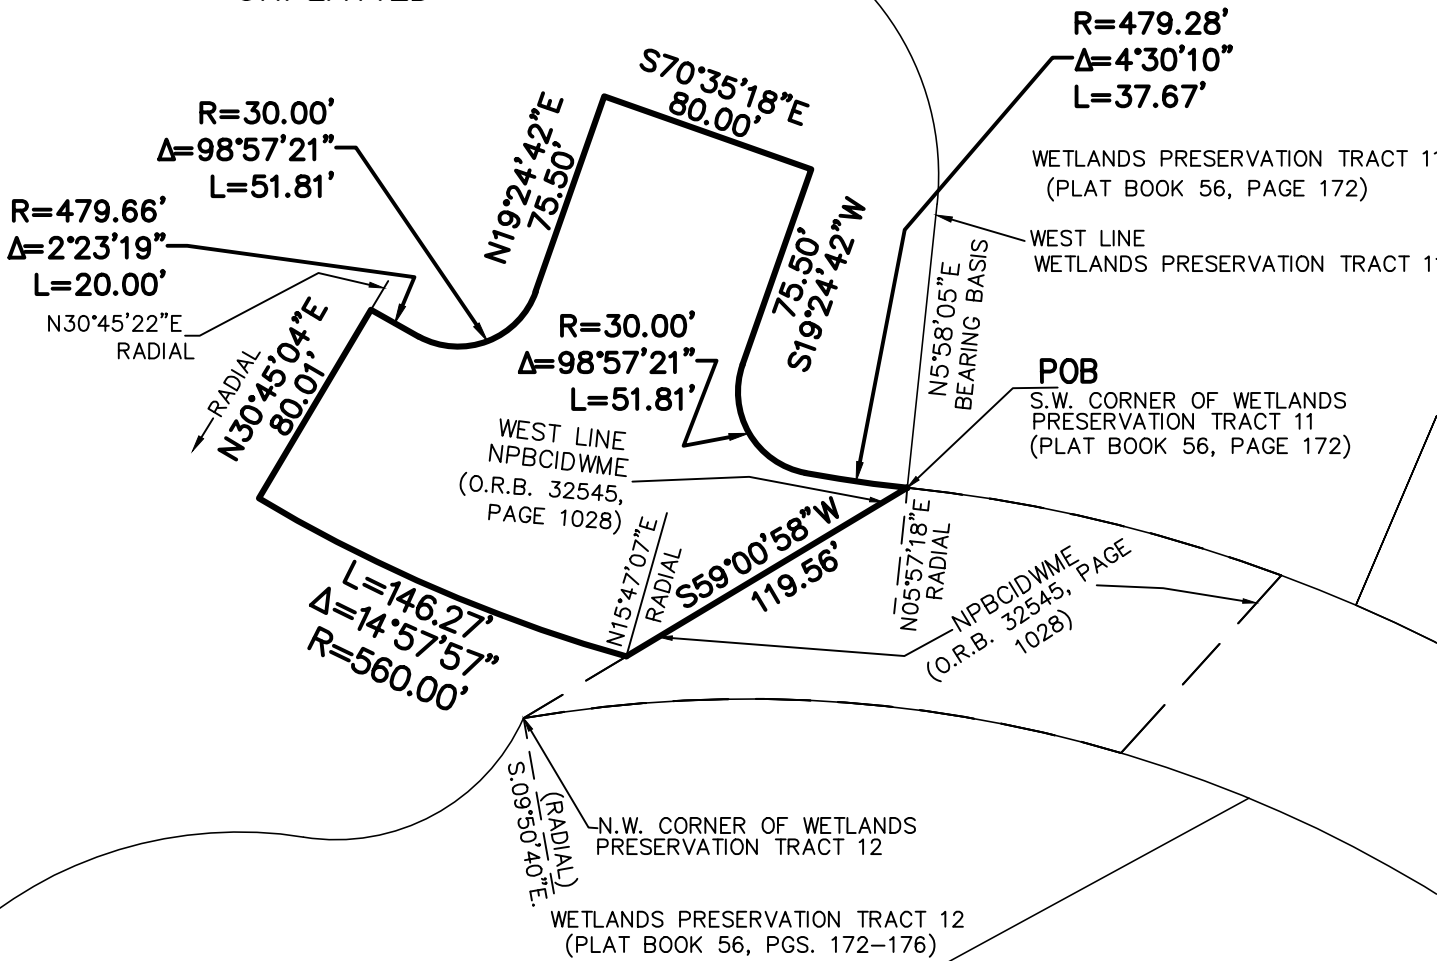 R=479.28'
Δ=4°30'10"
L=37.67'
S70°35'18"E
80.00'
R=30.00'
Δ=98°57'21"
L=51.81'
N19°24'42"E
75.50'
WETLANDS PRESERVATION TRACT 11
(PLAT BOOK 56, PAGE 172)
R=479.66'
Δ=2°23'19"
L=20.00'
75.50'
S19°24'42"W
WEST LINE
WETLANDS PRESERVATION TRACT 11
N5°58'05"E
BEARING BASIS
N30°45'22"E
RADIAL
R=30.00'
Δ=98°57'21"
L=51.81'
RADIAL
N30°45'04"E
80.01'
POB
S.W. CORNER OF WETLANDS
PRESERVATION TRACT 11
(PLAT BOOK 56, PAGE 172)
WEST LINE
NPBCIDWME
(O.R.B. 32545,
PAGE 1028)
N15°47'07"E
RADIAL
S59°00'58"W
119.56'
N05°57'18"E
RADIAL
NPBCIDWME
(O.R.B. 32545, PAGE
1028)
L=146.27'
Δ=14°57'57"
R=560.00'
S.09°50'40"E.
(RADIAL)
N.W. CORNER OF WETLANDS
PRESERVATION TRACT 12
WETLANDS PRESERVATION TRACT 12
(PLAT BOOK 56, PGS. 172–176)